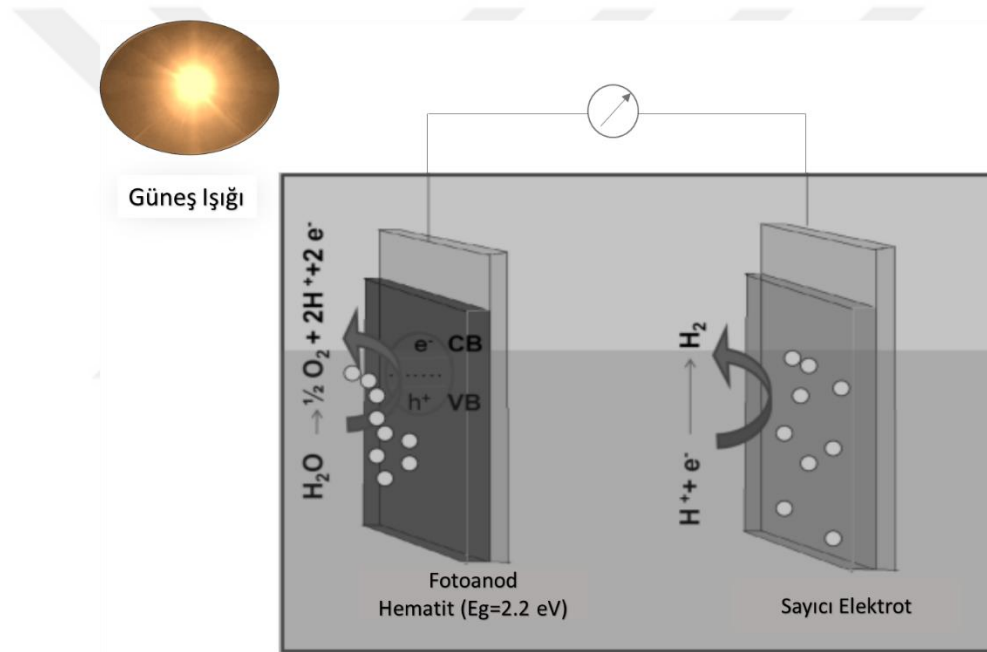 Güneş Işığı
H₂O → ½ O₂ + 2H⁺+2 e⁻
e⁻ CB
h⁺ VB
H⁺+ e⁻ → H₂
Fotoanod
Hematit (Eg=2.2 eV)
Sayıcı Elektrot